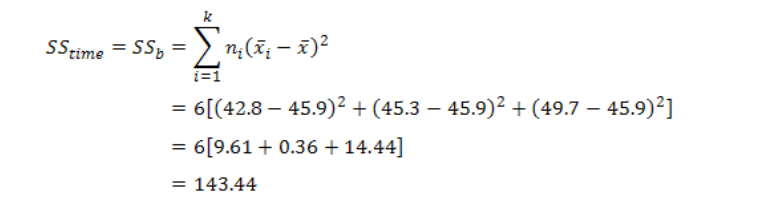 SS_time = SS_b = \sum_{i=1}^{k} n_i(x̄_i − x̄)²
= 6[(42.8 − 45.9)² + (45.3 − 45.9)² + (49.7 − 45.9)²]
= 6[9.61 + 0.36 + 14.44]
= 143.44